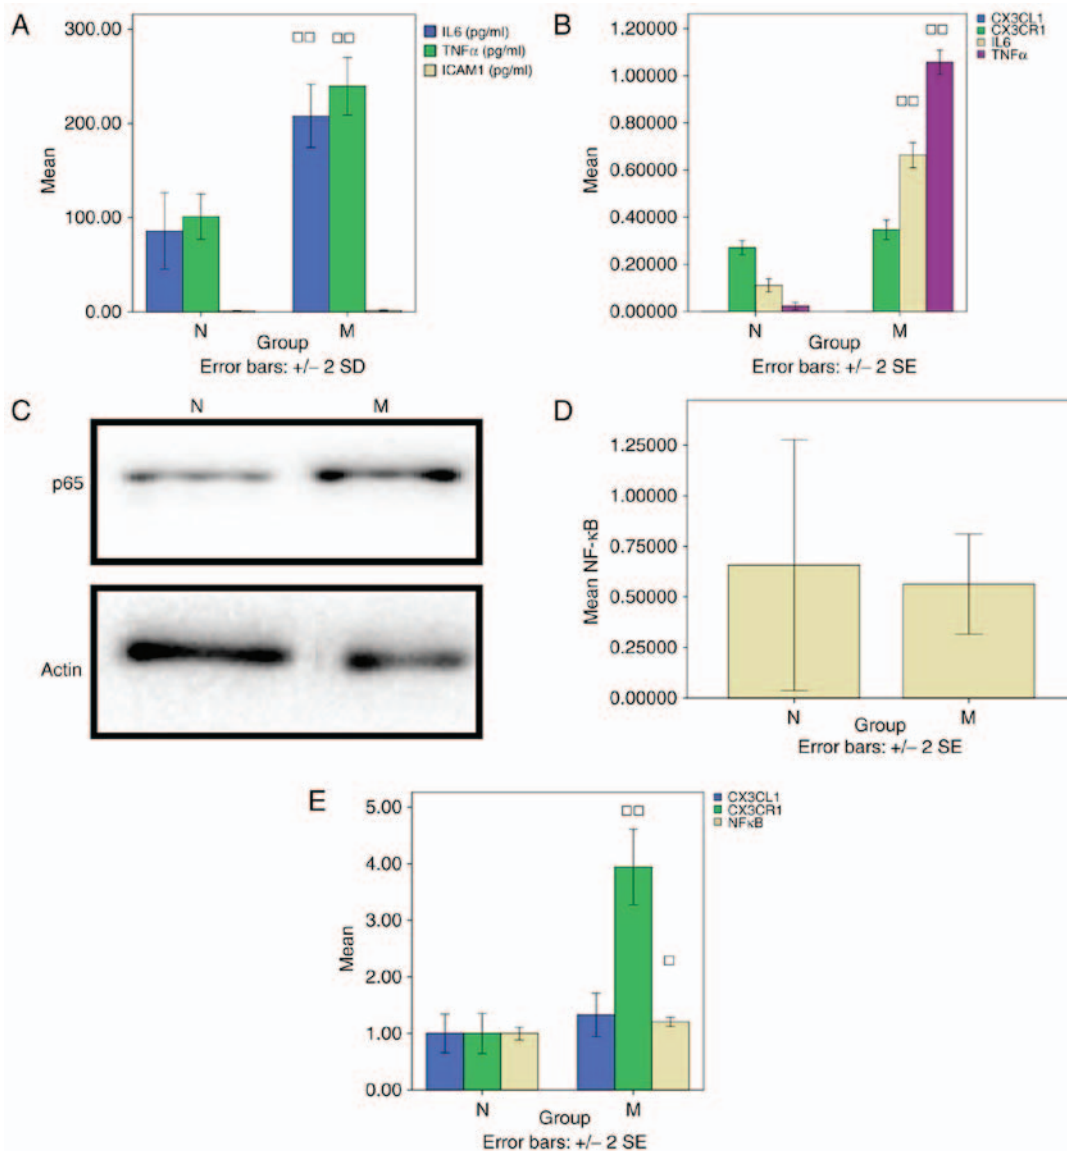 A
300.00
200.00
100.00
0.00
Mean
□□ □□
IL6 (pg/ml)
TNFα (pg/ml)
ICAM1 (pg/ml)
N M
Group
Error bars: +/− 2 SD
B
1.20000
1.00000
0.80000
0.60000
0.40000
0.20000
0.00000
Mean
□□
□□
CX3CL1
CX3CR1
IL6
TNFα
N M
Group
Error bars: +/− 2 SE
C
N M
p65
Actin
D
1.25000
1.00000
0.75000
0.50000
0.25000
0.00000
Mean NF-κB
N M
Group
Error bars: +/− 2 SE
E
5.00
4.00
3.00
2.00
1.00
0.00
Mean
□□
□
CX3CL1
CX3CR1
NFκB
N M
Group
Error bars: +/− 2 SE